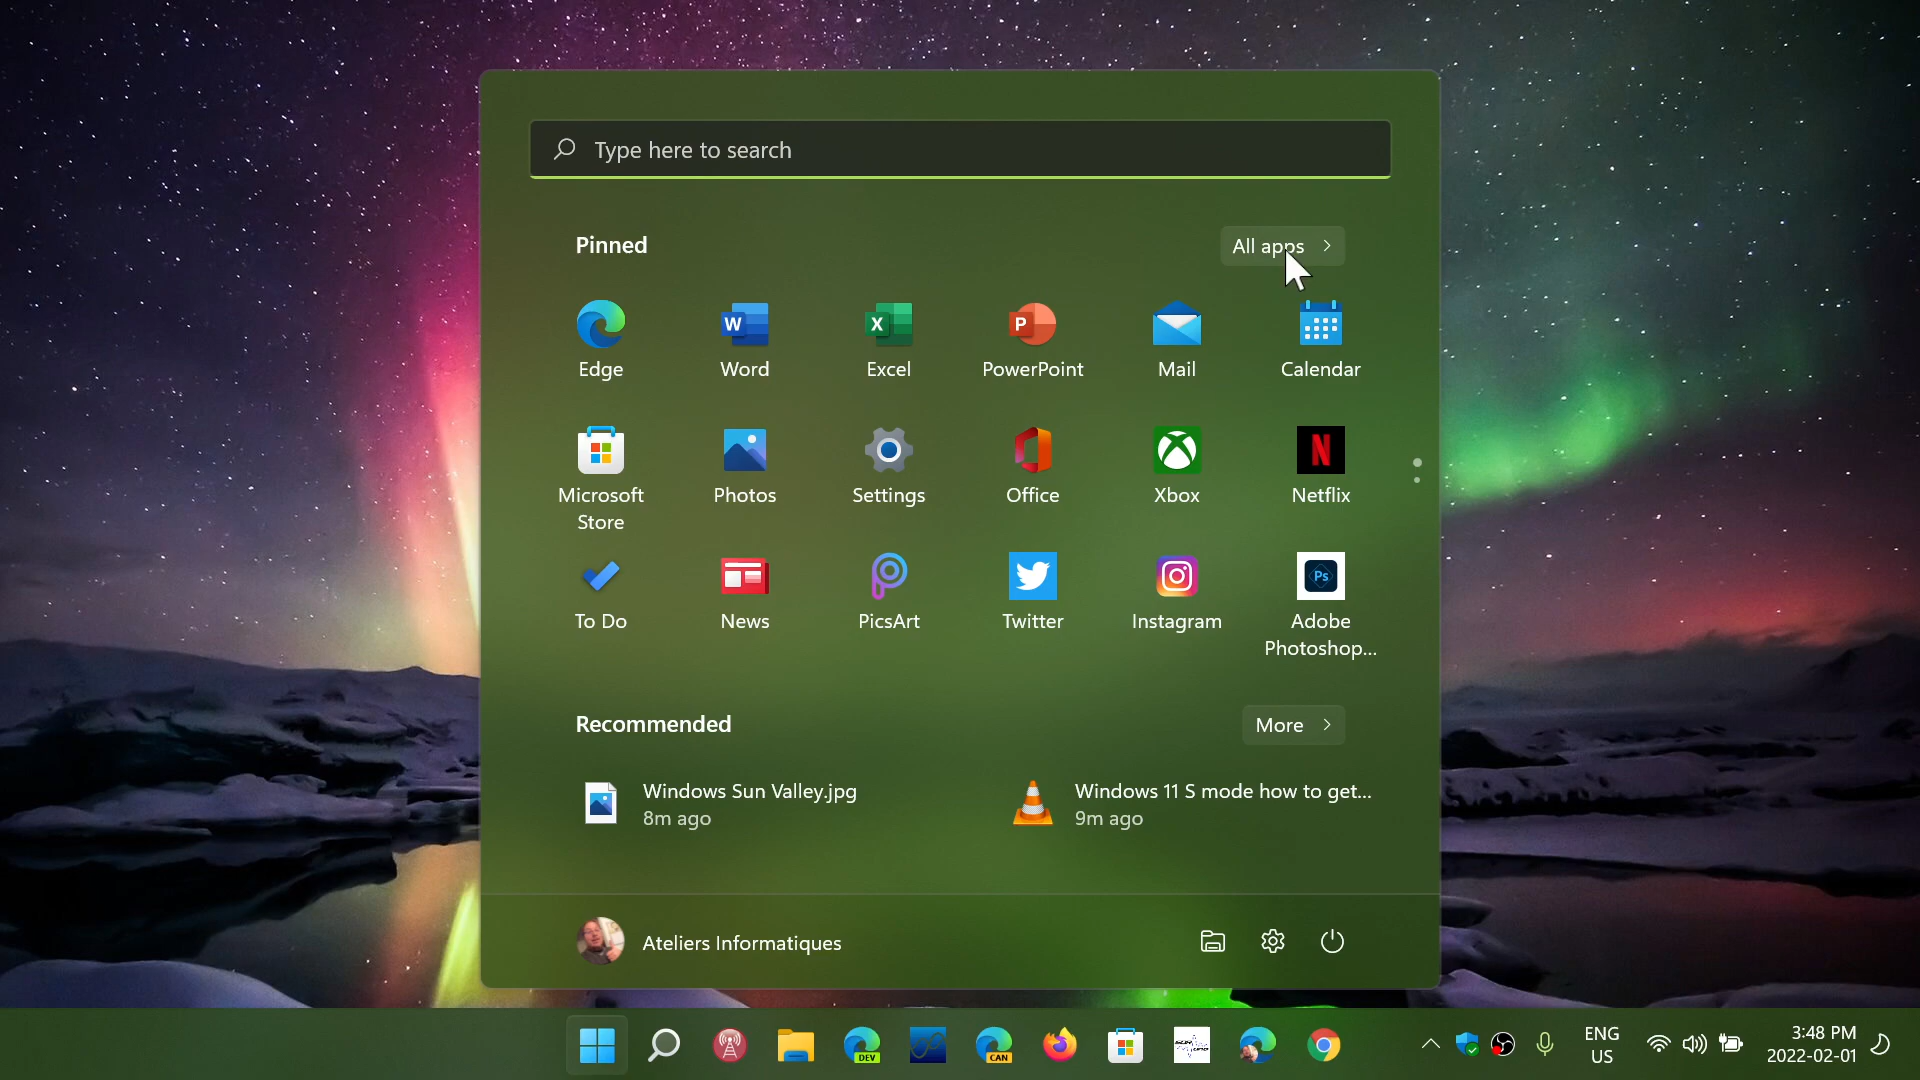 Type here to search
Pinned
All apps
Edge
Word
Excel
PowerPoint
Mail
Calendar
Microsoft
Store
Photos
Settings
Office
Xbox
Netflix
To Do
News
PicsArt
Twitter
Instagram
Adobe
Photoshop...
Recommended
More
Windows Sun Valley.jpg
8m ago
Windows 11 S mode how to get...
9m ago
Ateliers Informatiques
DEV
CAN
ENG
US
3:48 PM
2022-02-01